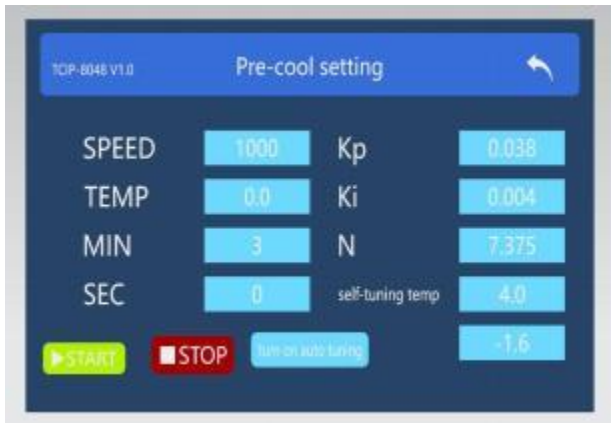 TOP-8048 V1.0 Pre-cool setting
SPEED 1000 Kp 0.038
TEMP 0.0 Ki 0.004
MIN 3 N 7.375
SEC 0 self-tuning temp 4.0
START STOP turn on auto tuning -1.6